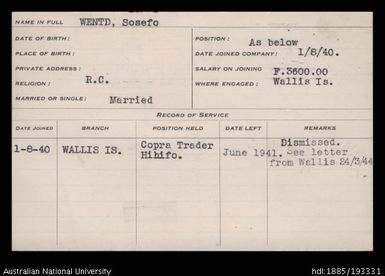 NAME IN FULL WENTD, Sosefo
DATE OF BIRTH:
POSITION: As below
PLACE OF BIRTH:
DATE JOINED COMPANY: 1/8/40.
PRIVATE ADDRESS:
SALARY ON JOINING F.3600.00
RELIGION: R.C.
WHERE ENGAGED: Wallis Is.
MARRIED OR SINGLE: Married
RECORD OF SERVICE
DATE JOINED BRANCH POSITION HELD DATE LEFT REMARKS
1-8-40 WALLIS IS. Copra Trader Hihifo. June 1941. Dismissed.
See letter
from Wallis 24/3/44
Australian National University
hdl:1885/193331